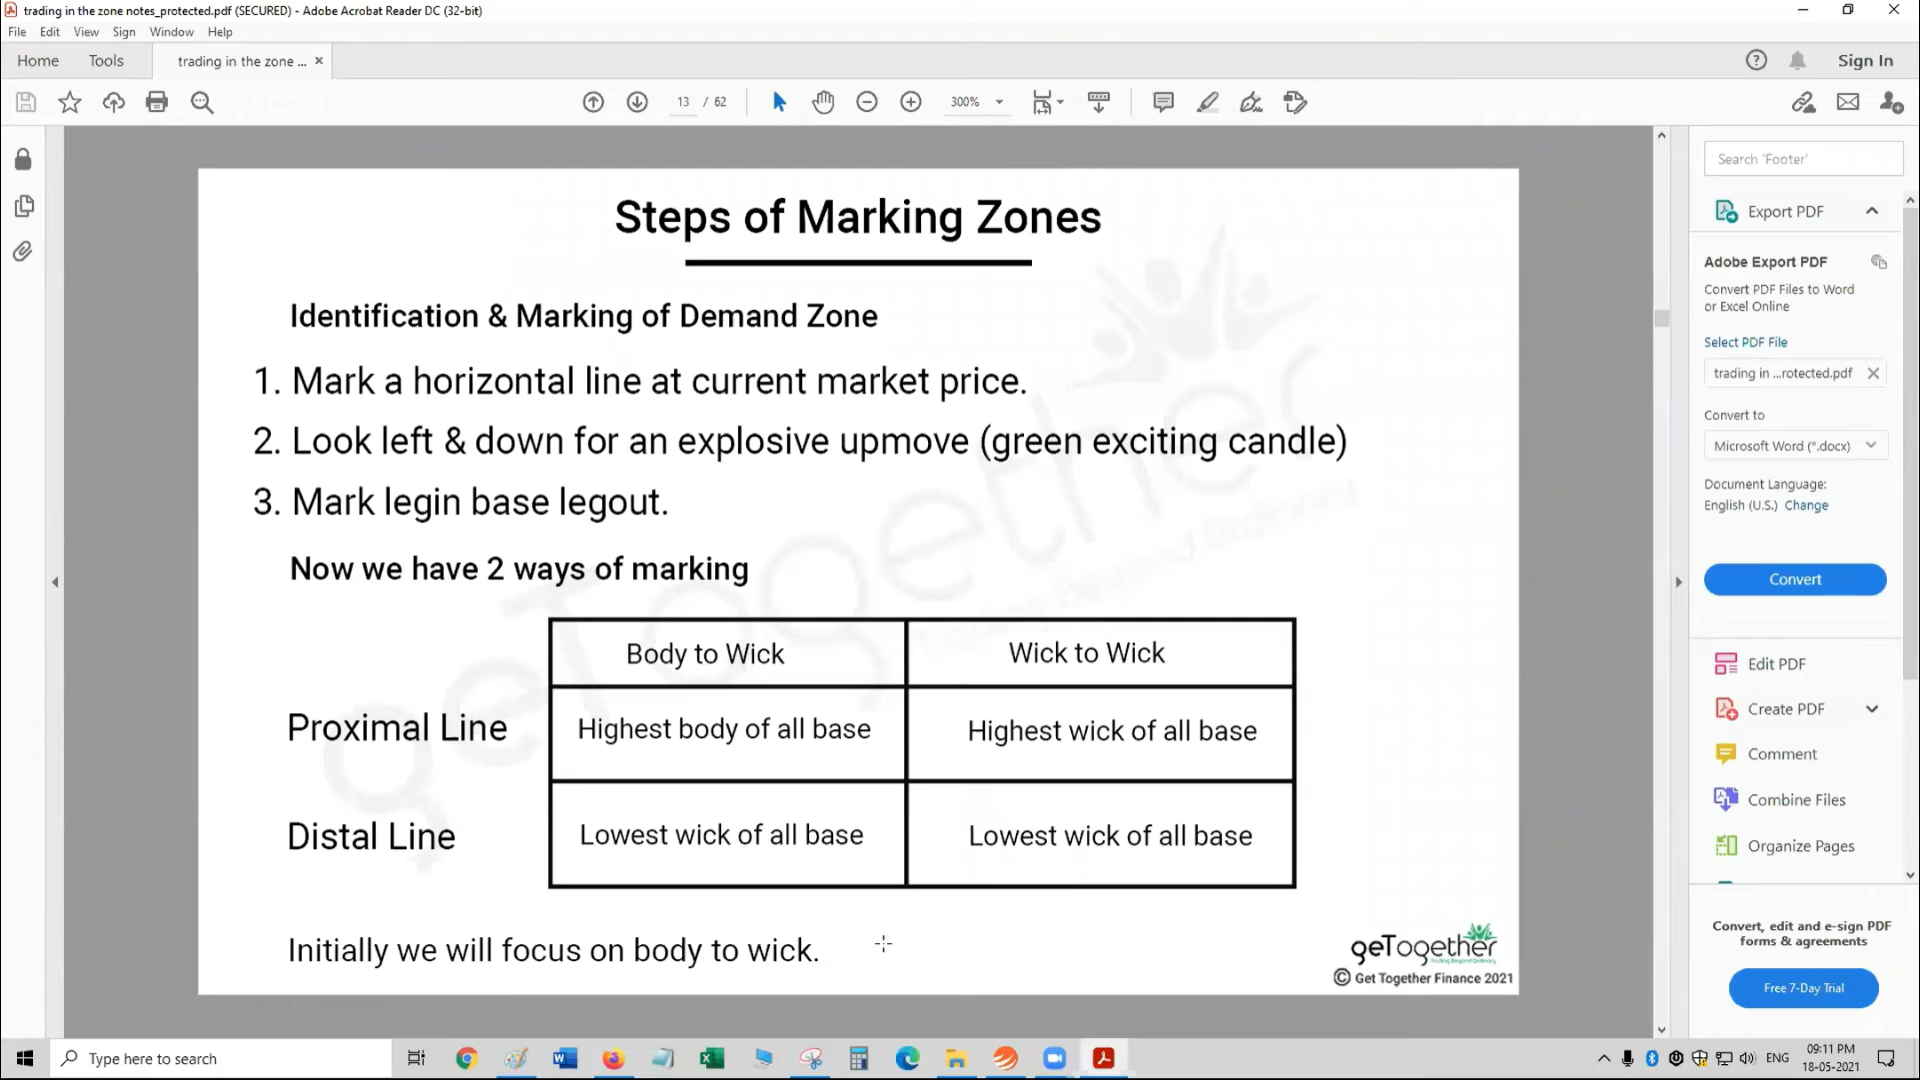 trading in the zone notes_protected.pdf (SECURED) - Adobe Acrobat Reader DC (32-bit)
File Edit View Sign Window Help
Home Tools trading in the zone ... × Sign In
13 / 62 300%
Search 'Footer'
Steps of Marking Zones
Identification & Marking of Demand Zone
1. Mark a horizontal line at current market price.
2. Look left & down for an explosive upmove (green exciting candle)
3. Mark legin base legout.
Now we have 2 ways of marking
Body to Wick Wick to Wick
Proximal Line Highest body of all base Highest wick of all base
Distal Line Lowest wick of all base Lowest wick of all base
Initially we will focus on body to wick.
geTogether
Trading Beyond Ordinary
© Get Together Finance 2021
geTogether
Export PDF
Adobe Export PDF
Convert PDF Files to Word
or Excel Online
Select PDF File
trading in ...rotected.pdf
Convert to
Microsoft Word (*.docx)
Document Language:
English (U.S.) Change
Convert
Edit PDF
Create PDF
Comment
Combine Files
Organize Pages
Convert, edit and e-sign PDF
forms & agreements
Free 7-Day Trial
Type here to search
ENG
09:11 PM
18-05-2021